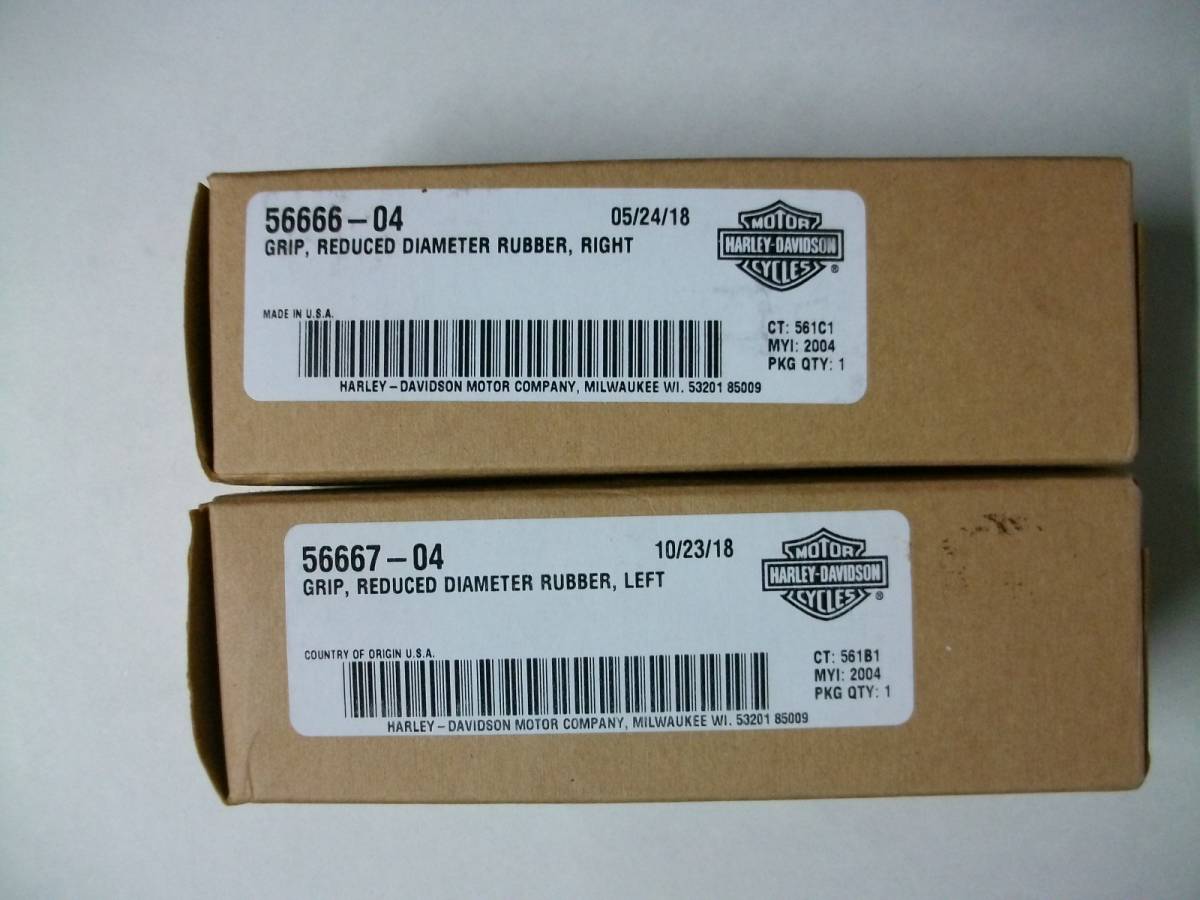 56666-04
05/24/18
GRIP, REDUCED DIAMETER RUBBER, RIGHT
MOTOR
HARLEY-DAVIDSON
CYCLES
®
MADE IN U.S.A.
CT: 561C1
MYI: 2004
PKG QTY: 1
HARLEY-DAVIDSON MOTOR COMPANY, MILWAUKEE WI. 53201 85009
56667-04
10/23/18
GRIP, REDUCED DIAMETER RUBBER, LEFT
MOTOR
HARLEY-DAVIDSON
CYCLES
®
COUNTRY OF ORIGIN U.S.A.
CT: 561B1
MYI: 2004
PKG QTY: 1
HARLEY-DAVIDSON MOTOR COMPANY, MILWAUKEE WI. 53201 85009